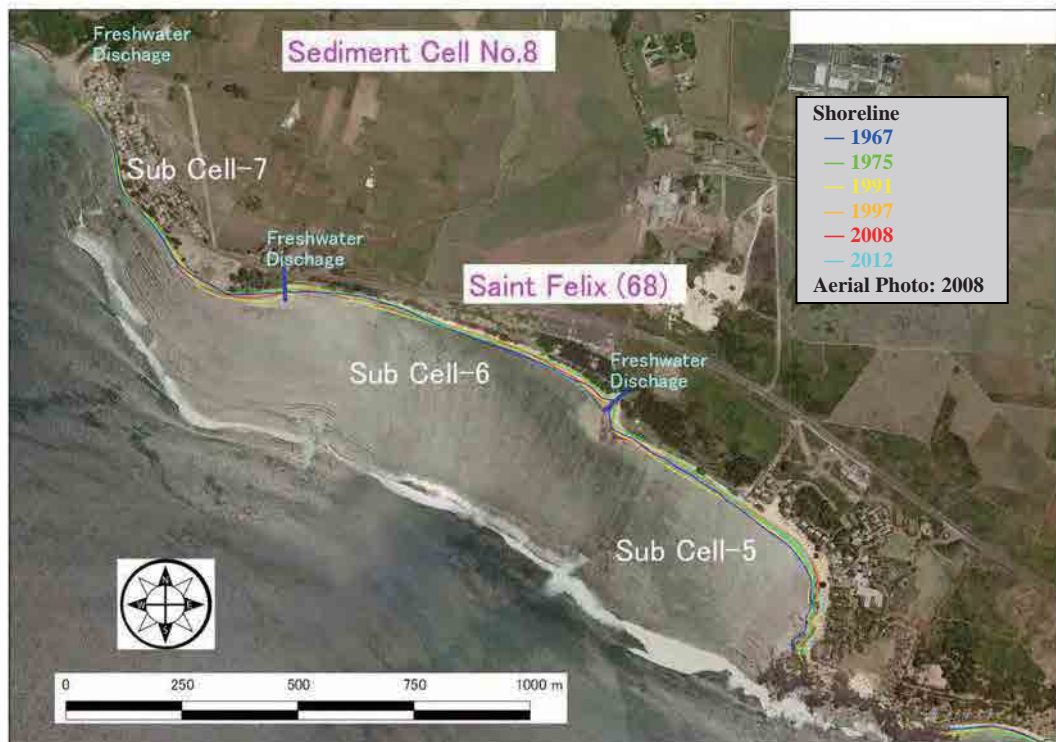 Freshwater
Dischage
Sediment Cell No.8
Shoreline
— 1967
— 1975
— 1991
— 1997
— 2008
— 2012
Aerial Photo: 2008
Sub Cell-7
Freshwater
Dischage
Saint Felix (68)
Freshwater
Dischage
Sub Cell-6
Sub Cell-5
N
W E
S
0 250 500 750 1000 m